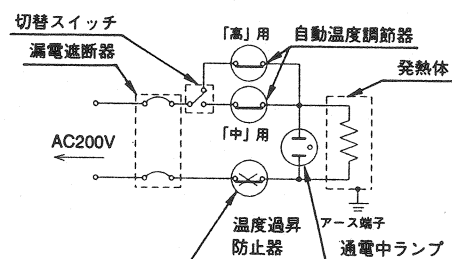 切替スイッチ
「高」用
自動温度調節器
漏電遮断器
発熱体
「中」用
AC200V
温度過昇
防止器
アース端子
通電中ランプ